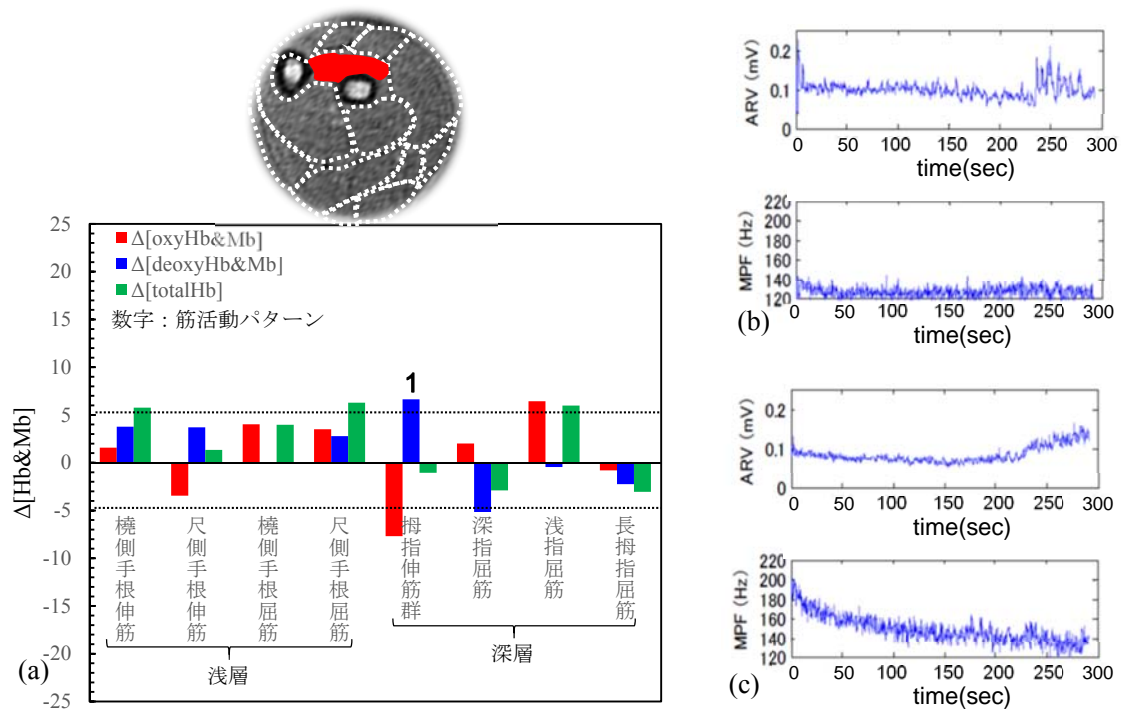 25
20
15
10
5
0
-5
-10
-15
-20
-25
Δ[Hb&Mb]
Δ[oxyHb&Mb]
Δ[deoxyHb&Mb]
Δ[totalHb]
数字：筋活動パターン
1
橈側手根伸筋
尺側手根伸筋
橈側手根屈筋
尺側手根屈筋
拇指伸筋群
深指屈筋
浅指屈筋
長拇指屈筋
浅層
深層
(a)
ARV (mV)
0.2
0.1
0
0 50 100 150 200 250 300
time(sec)
MPF (Hz)
220
200
180
160
140
120
0 50 100 150 200 250 300
time(sec)
(b)
ARV (mV)
0.2
0.1
0
0 50 100 150 200 250 300
time(sec)
MPF (Hz)
220
200
180
160
140
120
0 50 100 150 200 250 300
time(sec)
(c)